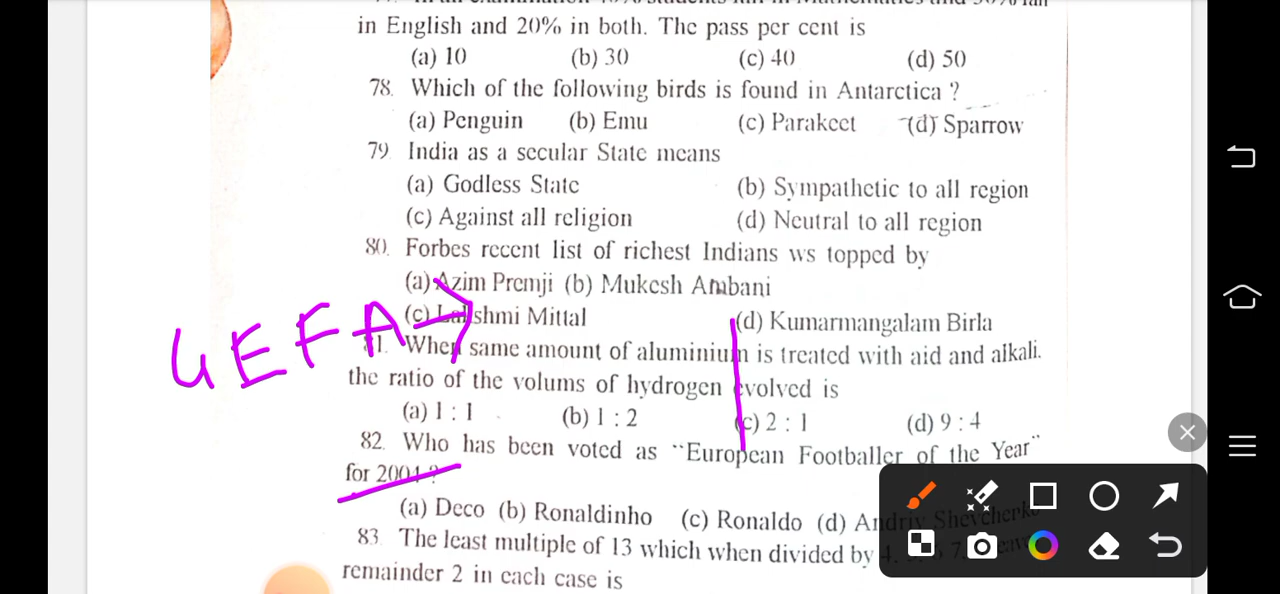 in English and 20% in both. The pass per cent is
(a) 10 (b) 30 (c) 40 (d) 50
78. Which of the following birds is found in Antarctica ?
(a) Penguin (b) Emu (c) Parakeet (d) Sparrow
79. India as a secular State means
(a) Godless State (b) Sympathetic to all region
(c) Against all religion (d) Neutral to all region
80. Forbes recent list of richest Indians ws topped by
(a) Azim Premji (b) Mukesh Ambani
(c) Lakshmi Mittal (d) Kumarmangalam Birla
UEFA
81. When same amount of aluminium is treated with aid and alkali.
the ratio of the volums of hydrogen evolved is
(a) 1 : 1 (b) 1 : 2 (c) 2 : 1 (d) 9 : 4
82. Who has been voted as "European Footballer of the Year"
for 2004 ?
(a) Deco (b) Ronaldinho (c) Ronaldo (d) Andriy Shevchenko
83. The least multiple of 13 which when divided by 4,
remainder 2 in each case is